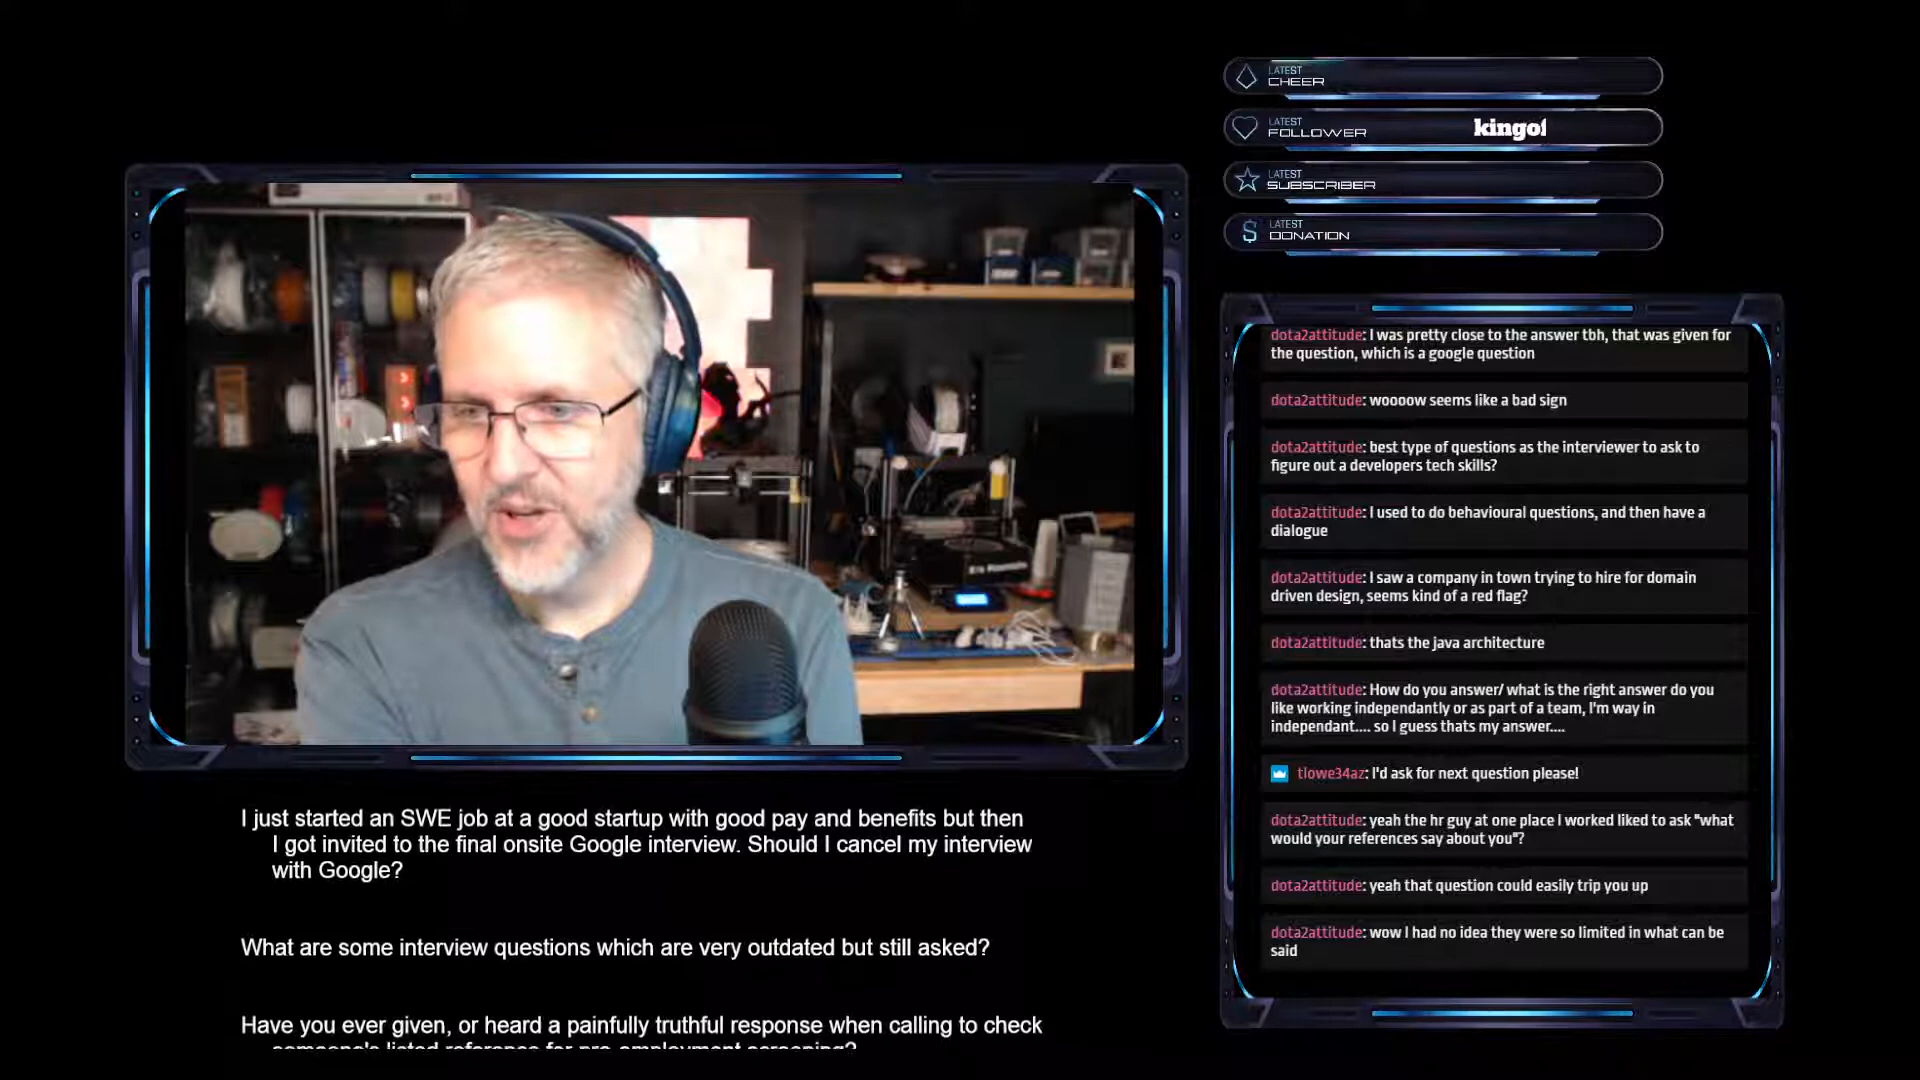 LATEST
CHEER
LATEST
FOLLOWER
kingof
LATEST
SUBSCRIBER
LATEST
DONATION
dota2attitude: I was pretty close to the answer tbh, that was given for
the question, which is a google question
dota2attitude: woooow seems like a bad sign
dota2attitude: best type of questions as the interviewer to ask to
figure out a developers tech skills?
dota2attitude: I used to do behavioural questions, and then have a
dialogue
dota2attitude: I saw a company in town trying to hire for domain
driven design, seems kind of a red flag?
dota2attitude: thats the java architecture
dota2attitude: How do you answer/ what is the right answer do you
like working independantly or as part of a team, I'm way in
independant.... so I guess thats my answer....
tlowe34az: I'd ask for next question please!
dota2attitude: yeah the hr guy at one place I worked liked to ask "what
would your references say about you"?
dota2attitude: yeah that question could easily trip you up
dota2attitude: wow I had no idea they were so limited in what can be
said
I just started an SWE job at a good startup with good pay and benefits but then
I got invited to the final onsite Google interview. Should I cancel my interview
with Google?
What are some interview questions which are very outdated but still asked?
Have you ever given, or heard a painfully truthful response when calling to check
someone's listed reference for pre-employment screening?